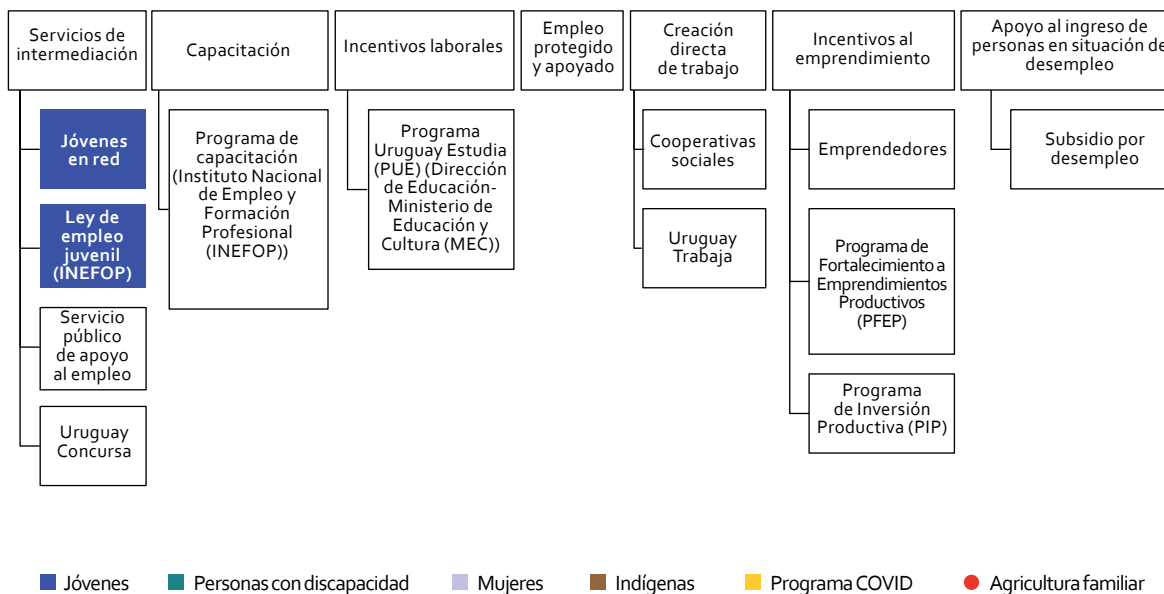 Servicios de
intermediación
Jóvenes
en red
Ley de
empleo
juvenil
(INEFOP)
Servicio
público
de apoyo
al empleo
Uruguay
Concursa
Capacitación
Programa de
capacitación
(Instituto Nacional
de Empleo y
Formación
Profesional
(INEFOP))
Incentivos laborales
Programa
Uruguay Estudia
(PUE) (Dirección
de Educación-
Ministerio de
Educación y
Cultura (MEC))
Empleo
protegido
y apoyado
Creación
directa
de trabajo
Cooperativas
sociales
Uruguay
Trabaja
Incentivos al
emprendimiento
Emprendedores
Programa de
Fortalecimiento a
Emprendimientos
Productivos
(PFEP)
Programa
de Inversión
Productiva (PIP)
Apoyo al ingreso de
personas en situación de
desempleo
Subsidio por
desempleo
Jóvenes
Personas con discapacidad
Mujeres
Indígenas
Programa COVID
Agricultura familiar